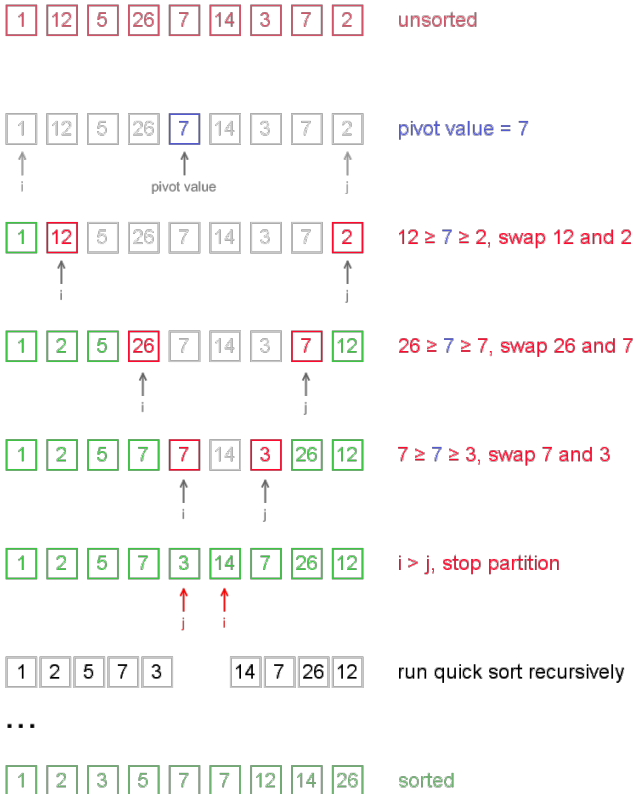 1 12 5 26 7 14 3 7 2 unsorted
1 12 5 26 7 14 3 7 2 pivot value = 7
i pivot value j
1 12 5 26 7 14 3 7 2 12 ≥ 7 ≥ 2, swap 12 and 2
i j
1 2 5 26 7 14 3 7 12 26 ≥ 7 ≥ 7, swap 26 and 7
i j
1 2 5 7 7 14 3 26 12 7 ≥ 7 ≥ 3, swap 7 and 3
i j
1 2 5 7 3 14 7 26 12 i > j, stop partition
j i
1 2 5 7 3 14 7 26 12 run quick sort recursively
...
1 2 3 5 7 7 12 14 26 sorted